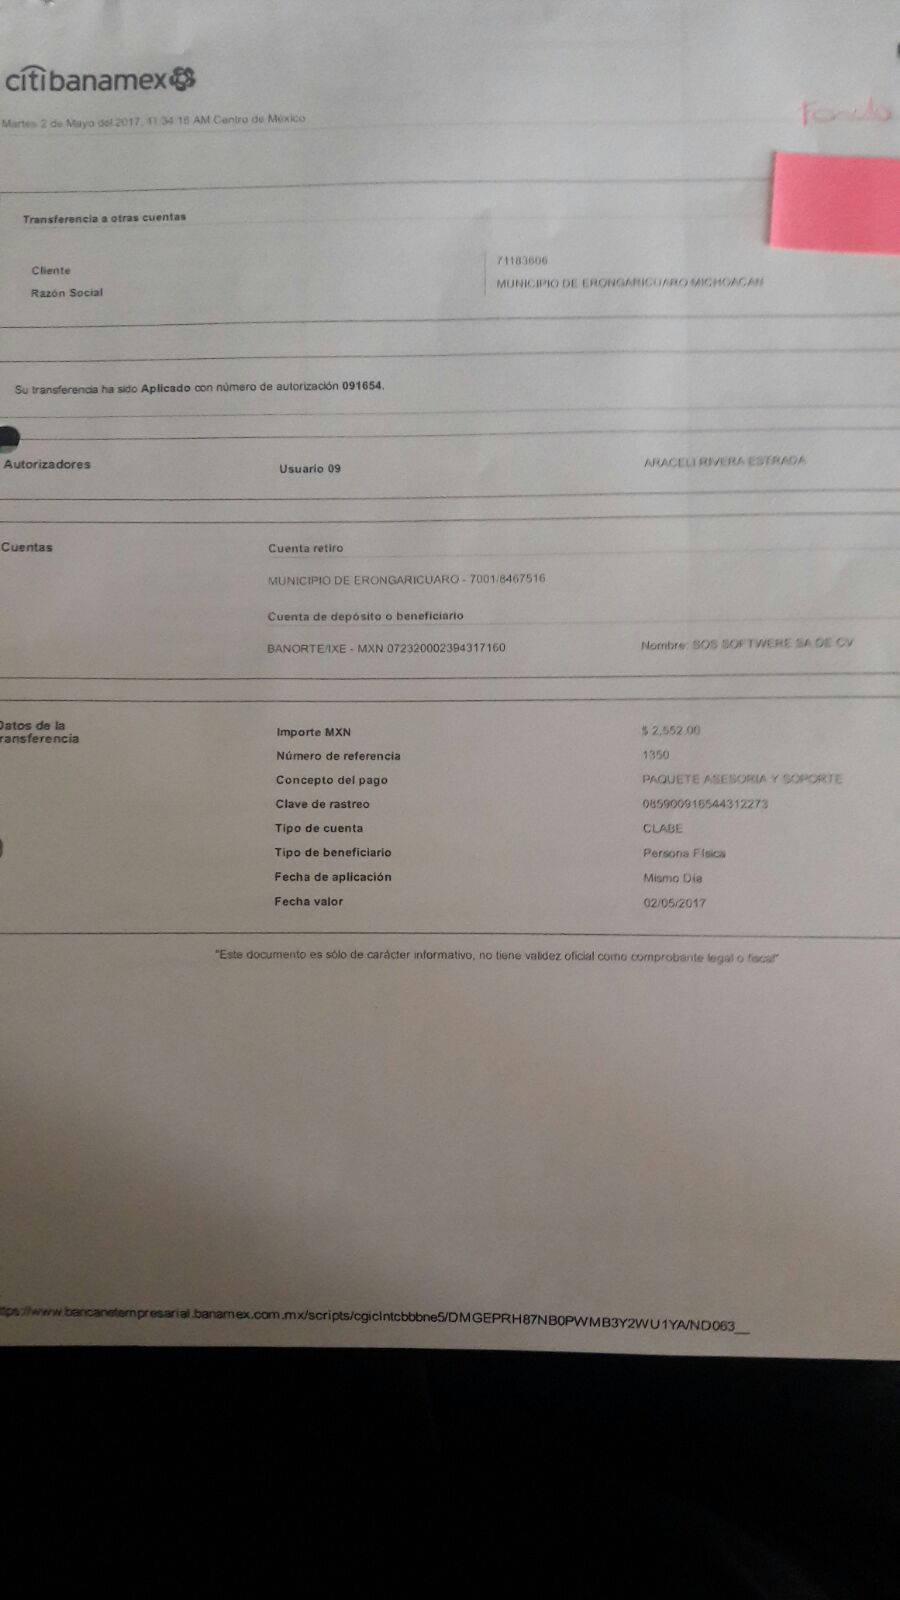 citibanamex
Martes 2 de Mayo del 2017, 11:34:16 AM Centro de México
Fondo
Transferencia a otras cuentas
Cliente 71183606
Razón Social MUNICIPIO DE ERONGARICUARO MICHOACAN
Su transferencia ha sido Aplicado con número de autorización 091654.
Autorizadores Usuario 09 ARACELI RIVERA ESTRADA
Cuentas Cuenta retiro
MUNICIPIO DE ERONGARICUARO - 7001/8467516
Cuenta de depósito o beneficiario
BANORTE/IXE - MXN 072320002394317160 Nombre: SOS SOFTWERE SA DE CV
Datos de la
ransferencia
Importe MXN $ 2,552.00
Número de referencia 1350
Concepto del pago PAQUETE ASESORIA Y SOPORTE
Clave de rastreo 085900916544312273
Tipo de cuenta CLABE
Tipo de beneficiario Persona Física
Fecha de aplicación Mismo Día
Fecha valor 02/05/2017
"Este documento es sólo de carácter informativo, no tiene validez oficial como comprobante legal o fiscal"
ttps://www.bancanetempresarial.banamex.com.mx/scripts/cgiclntcbbbne5/DMGEPRH87NB0PWMB3Y2WU1YA/ND063__